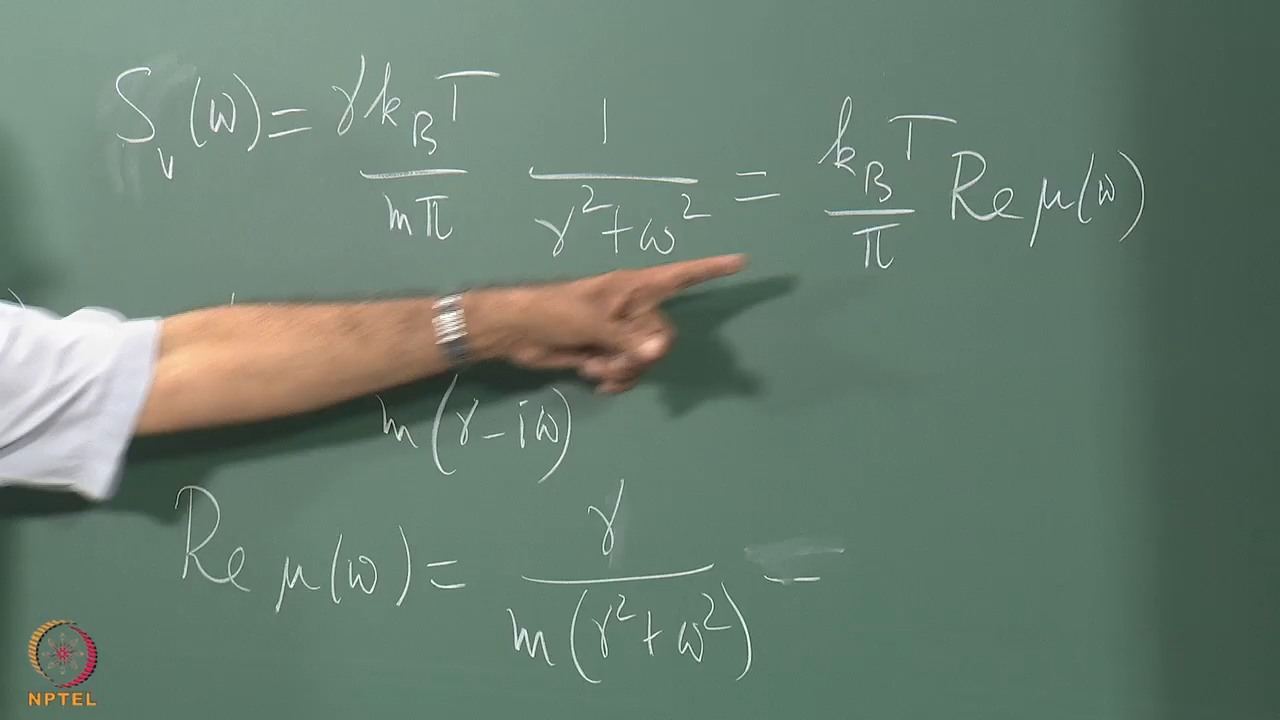 S_v(ω) = γk_BT/mπ 1/γ²+ω² = k_BT/π Re μ(ω)
m(γ-iω)
Re μ(ω) = γ/m(γ²+ω²) =
NPTEL